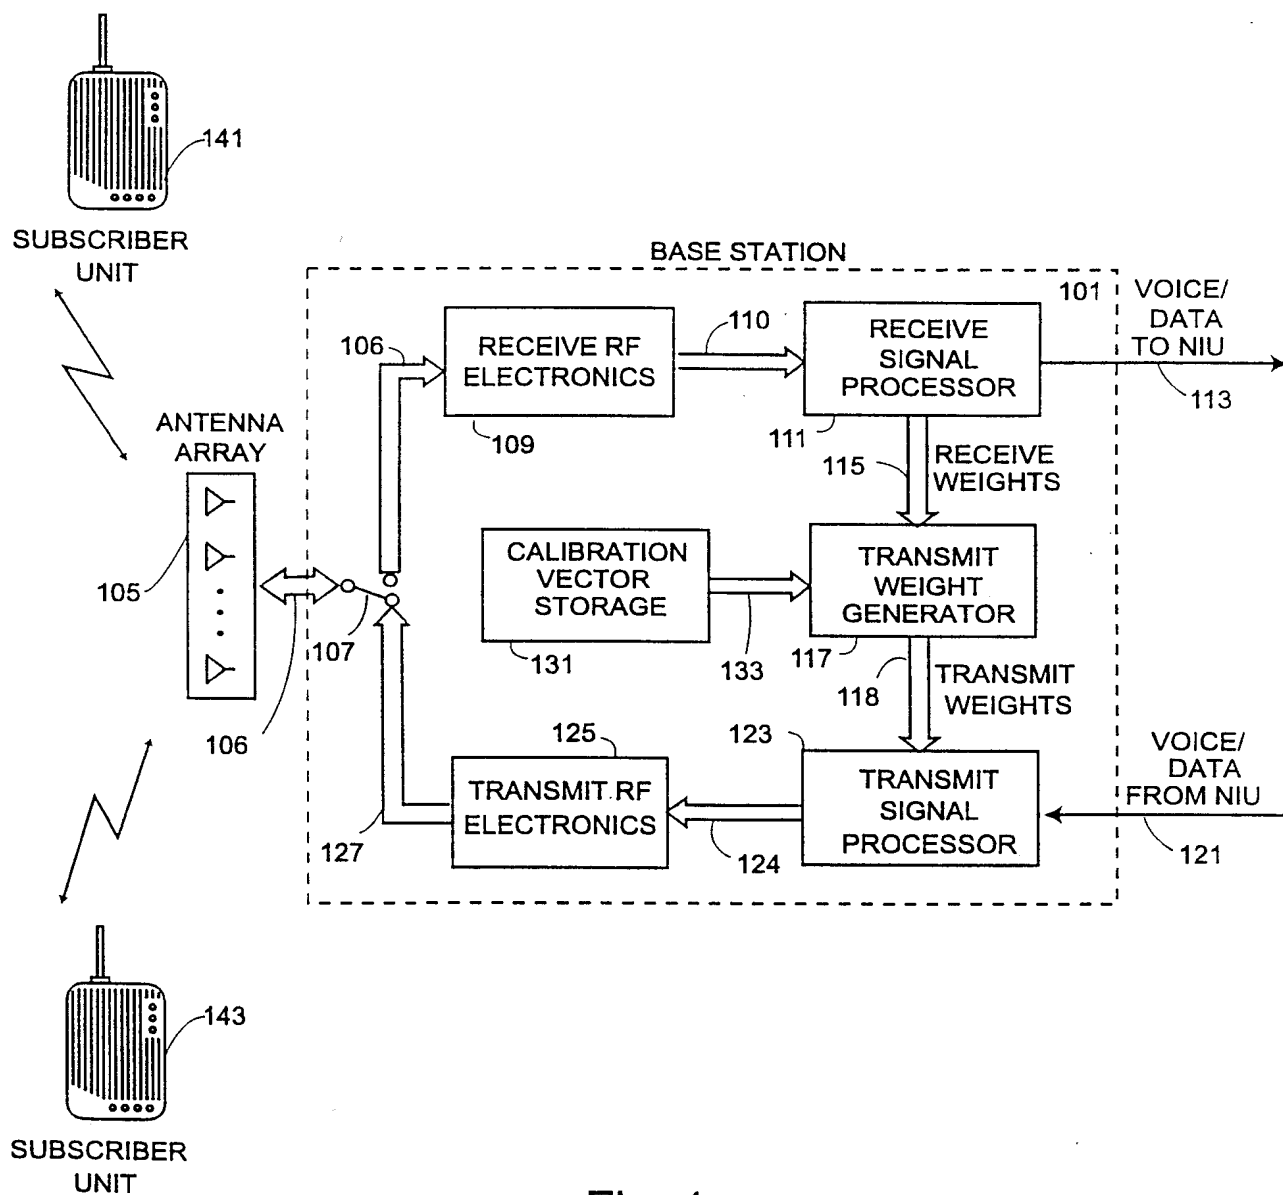 141
SUBSCRIBER
UNIT
BASE STATION
101
VOICE/
DATA
TO NIU
113
106
RECEIVE RF
ELECTRONICS
109
110
RECEIVE
SIGNAL
PROCESSOR
111
115
RECEIVE
WEIGHTS
ANTENNA
ARRAY
105
106
107
CALIBRATION
VECTOR
STORAGE
131
133
TRANSMIT
WEIGHT
GENERATOR
117
118
TRANSMIT
WEIGHTS
125
TRANSMIT RF
ELECTRONICS
127
124
123
TRANSMIT
SIGNAL
PROCESSOR
VOICE/
DATA
FROM NIU
121
143
SUBSCRIBER
UNIT